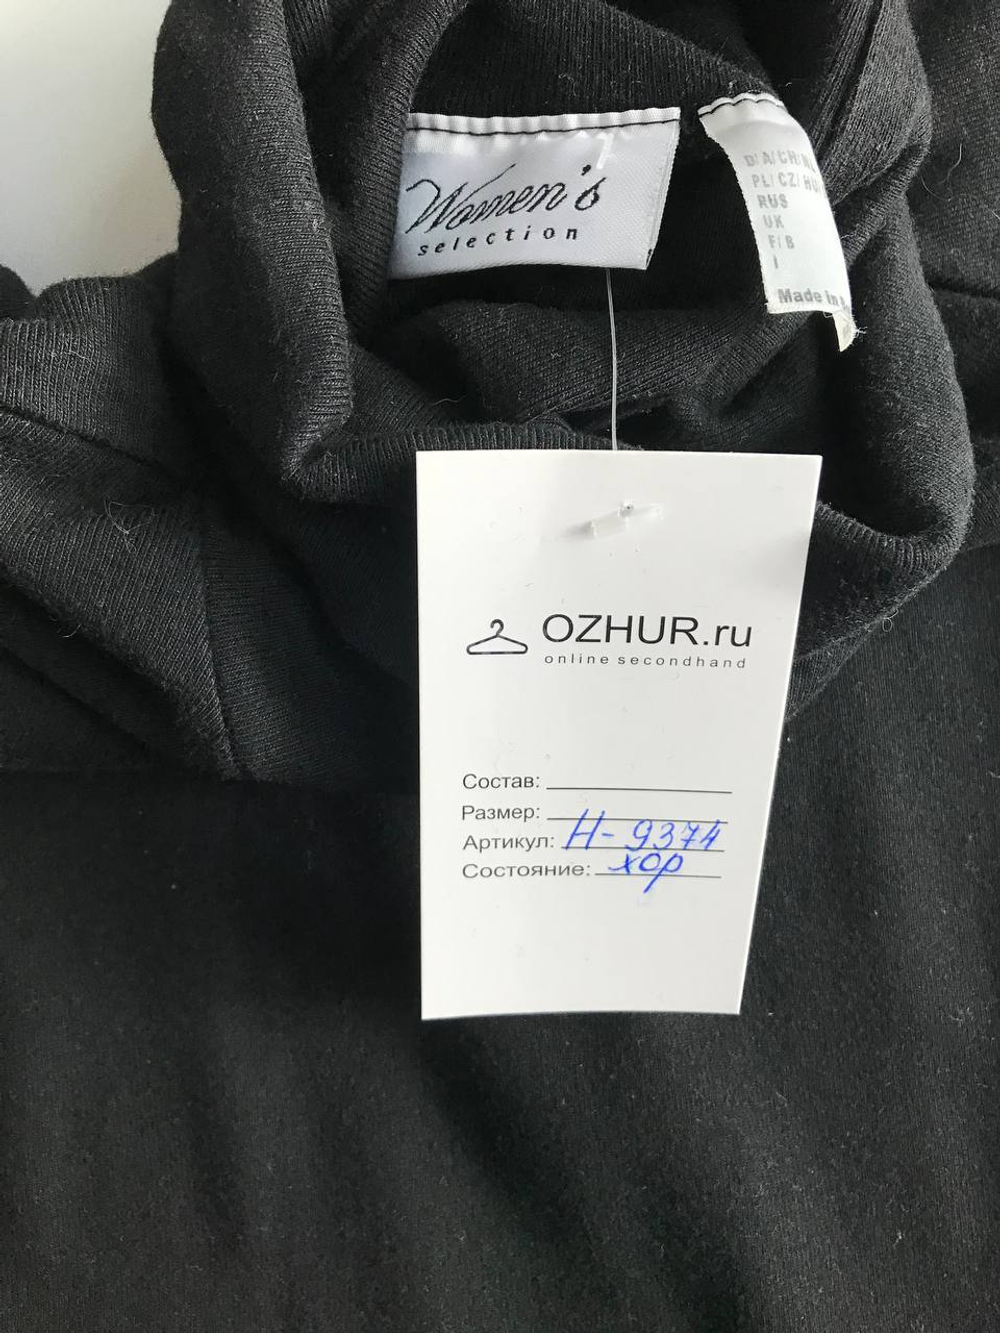 Women's
selection
D/A/CH/
PL/CZ/HU
RUS
UK
F/B
I
Made in
OZHUR.ru
online secondhand
Состав:
Размер:
Артикул: Н-9374
Состояние: хор